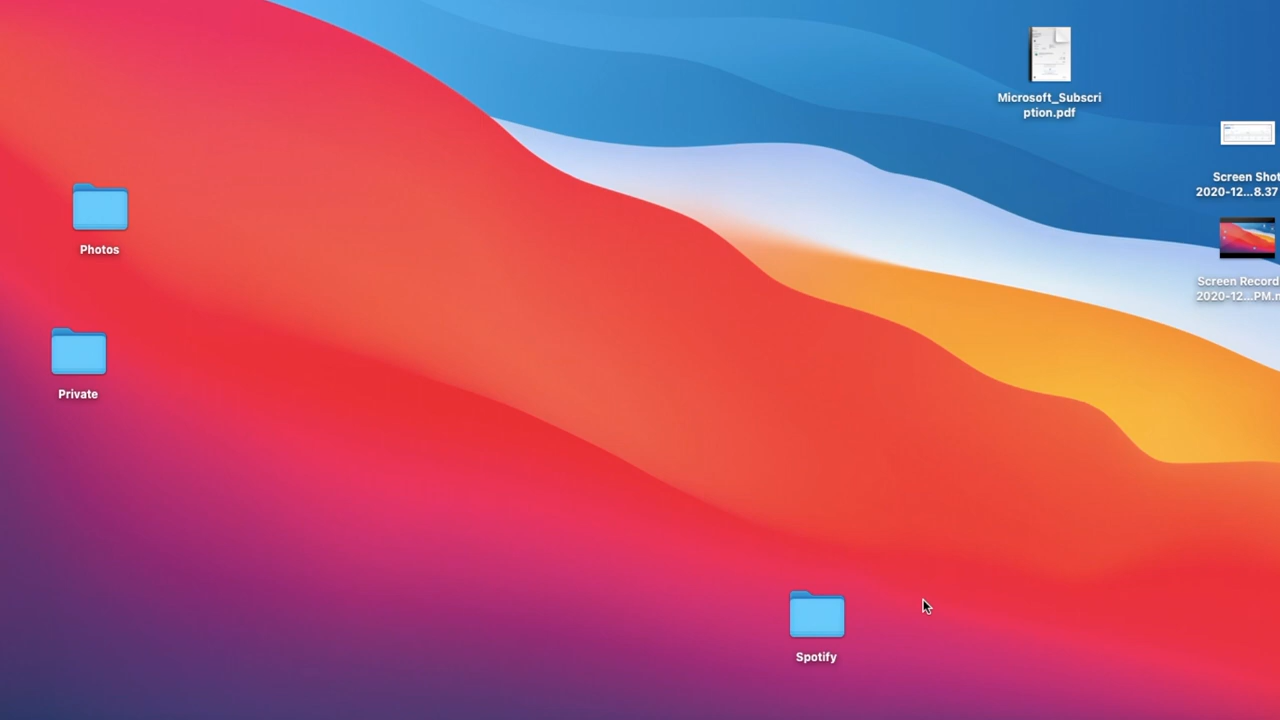 Microsoft_Subscri
ption.pdf
Screen Shot
2020-12...8.37
Photos
Screen Record
2020-12...PM.m
Private
Spotify